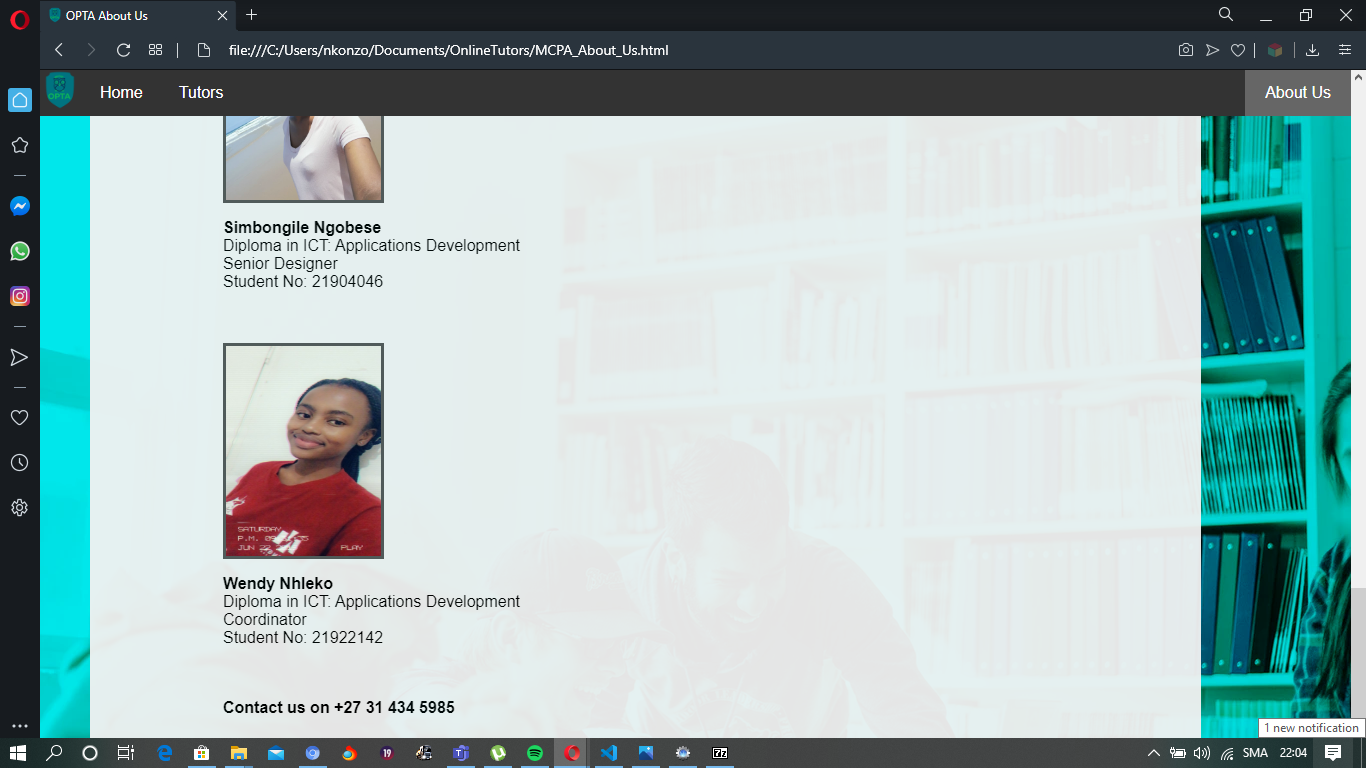 OPTA About Us
file:///C:/Users/nkonzo/Documents/OnlineTutors/MCPA_About_Us.html
OPTA
Home
Tutors
About Us
Simbongile Ngobese
Diploma in ICT: Applications Development
Senior Designer
Student No: 21904046
SATURDAY
JUN
PLAY
Wendy Nhleko
Diploma in ICT: Applications Development
Coordinator
Student No: 21922142
Contact us on +27 31 434 5985
1 new notification
19
SMA
22:04